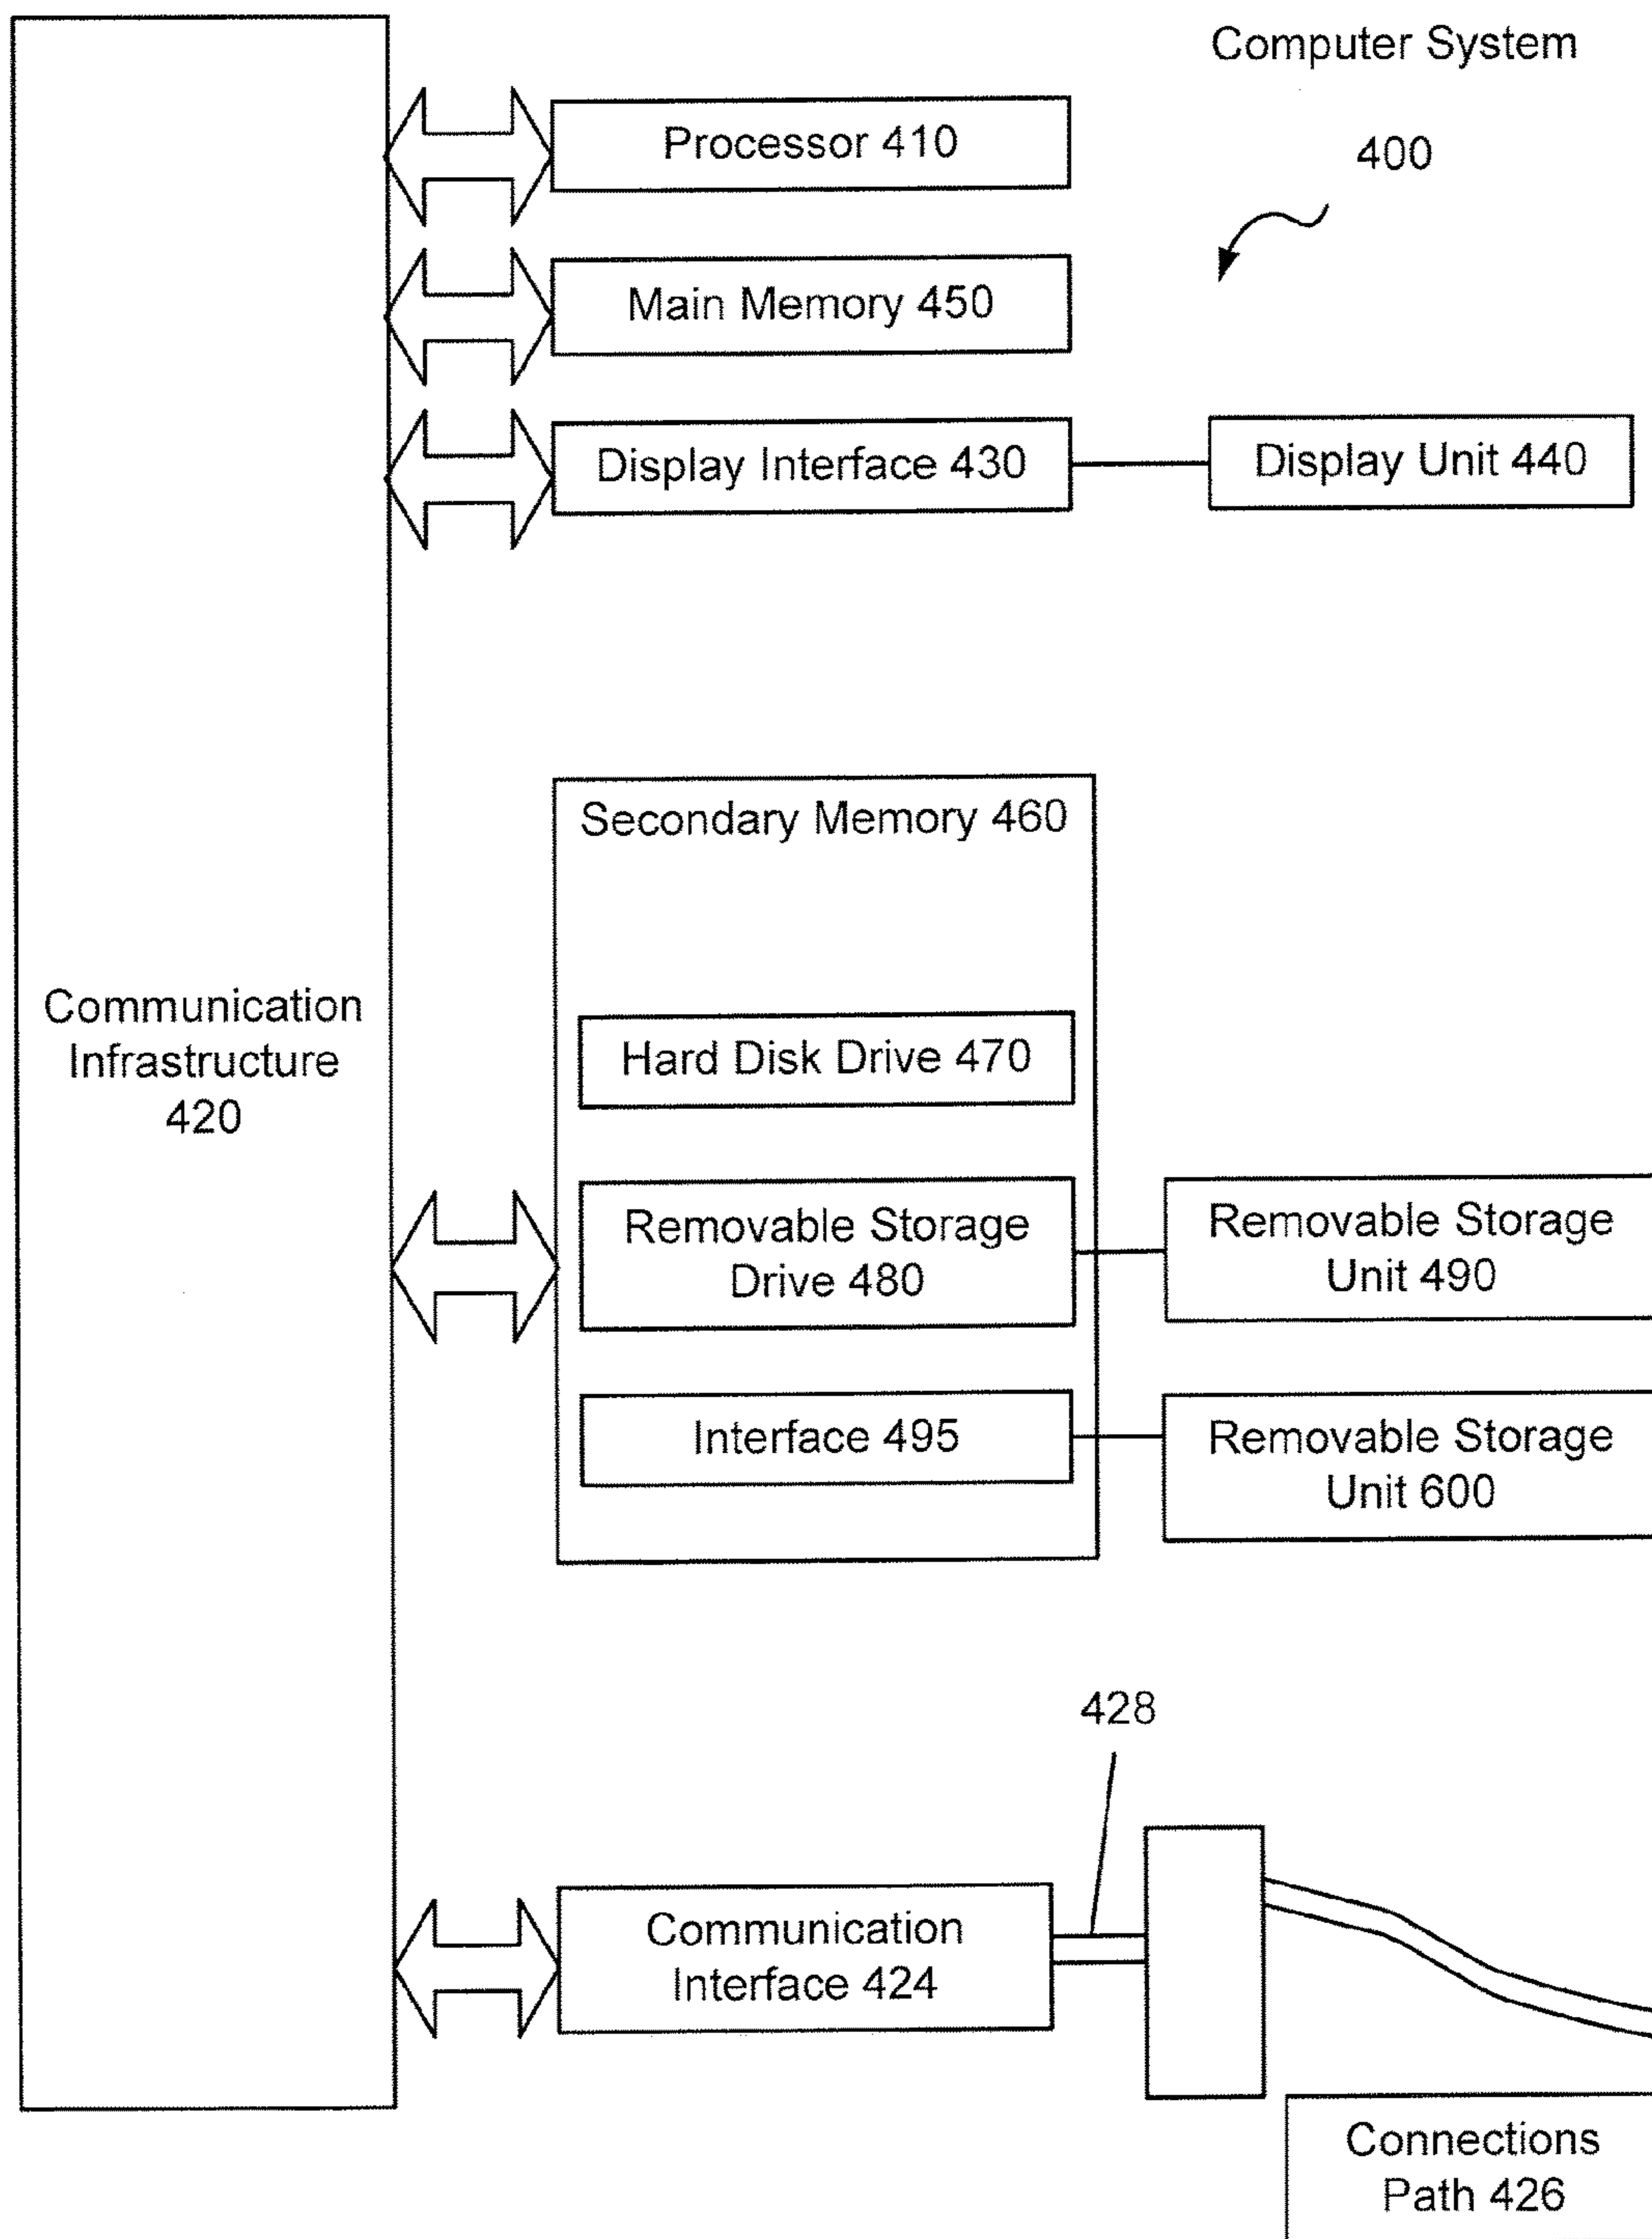 Computer System
400
Processor 410
Main Memory 450
Display Interface 430
Display Unit 440
Secondary Memory 460
Communication
Infrastructure
420
Hard Disk Drive 470
Removable Storage
Drive 480
Removable Storage
Unit 490
Interface 495
Removable Storage
Unit 600
428
Communication
Interface 424
Connections
Path 426